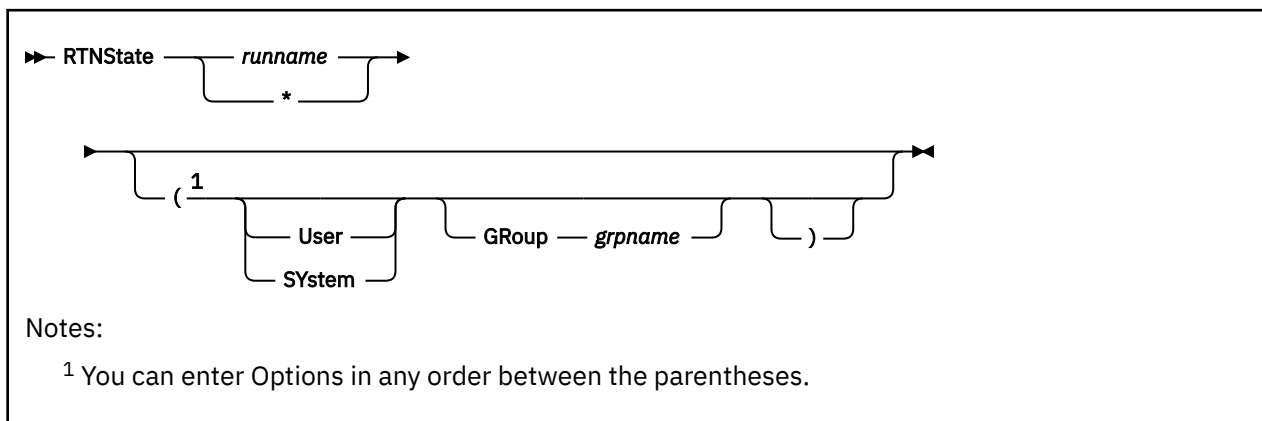 RTNState runname
*
( 1
User GRoup grpname )
SYstem
Notes:
1 You can enter Options in any order between the parentheses.